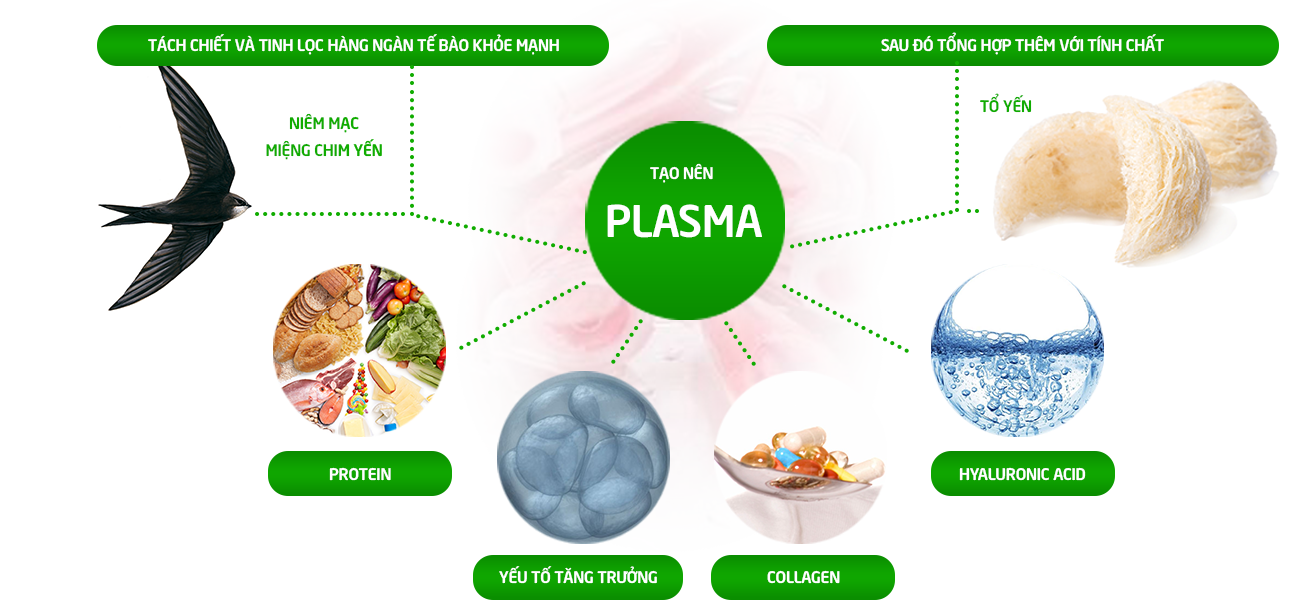 TÁCH CHIẾT VÀ TINH LỌC HÀNG NGÀN TẾ BÀO KHỎE MẠNH
SAU ĐÓ TỔNG HỢP THÊM VỚI TÍNH CHẤT
NIÊM MẠC
MIỆNG CHIM YẾN
TỔ YẾN
TẠO NÊN
PLASMA
PROTEIN
HYALURONIC ACID
YẾU TỐ TĂNG TRƯỞNG
COLLAGEN